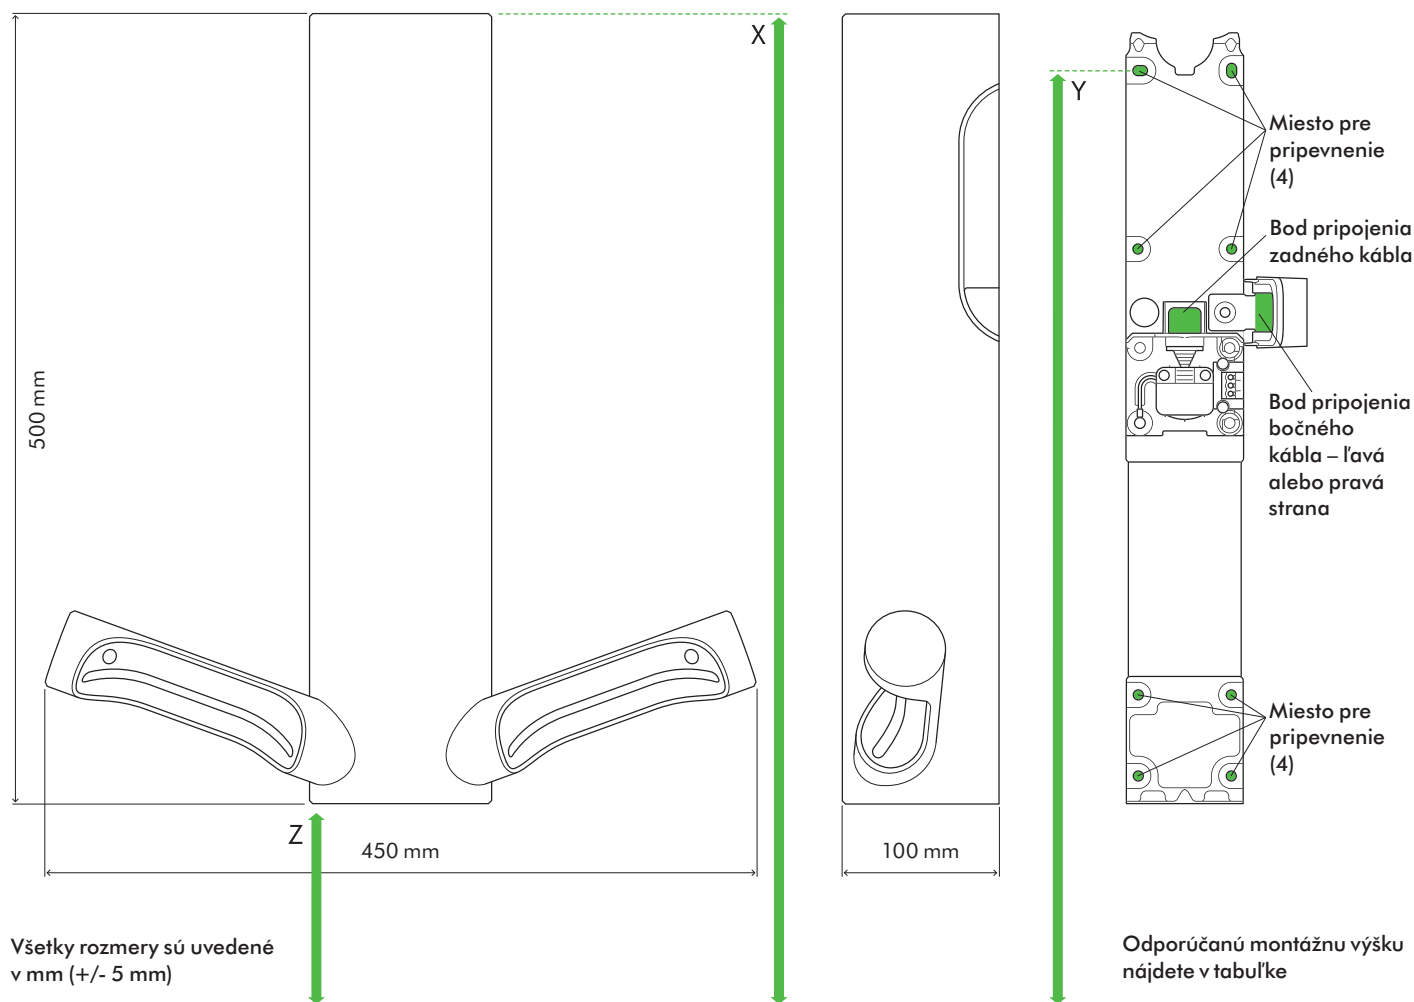 X
Y
Miesto pre
pripevnenie
(4)
Bod pripojenia
zadného kábla
500 mm
Bod pripojenia
bočného
kábla – ľavá
alebo pravá
strana
Miesto pre
pripevnenie
(4)
Z
450 mm
100 mm
Všetky rozmery sú uvedené
v mm (+/- 5 mm)
Odporúčanú montážnu výšku
nájdete v tabuľke